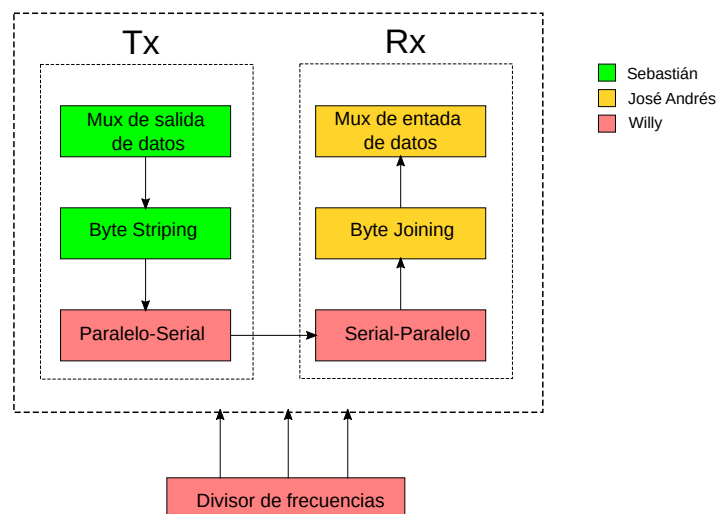 Tx
Rx
Mux de salida
de datos
Mux de entada
de datos
Byte Striping
Byte Joining
Paralelo-Serial
Serial-Paralelo
Divisor de frecuencias
Sebastián
José Andrés
Willy